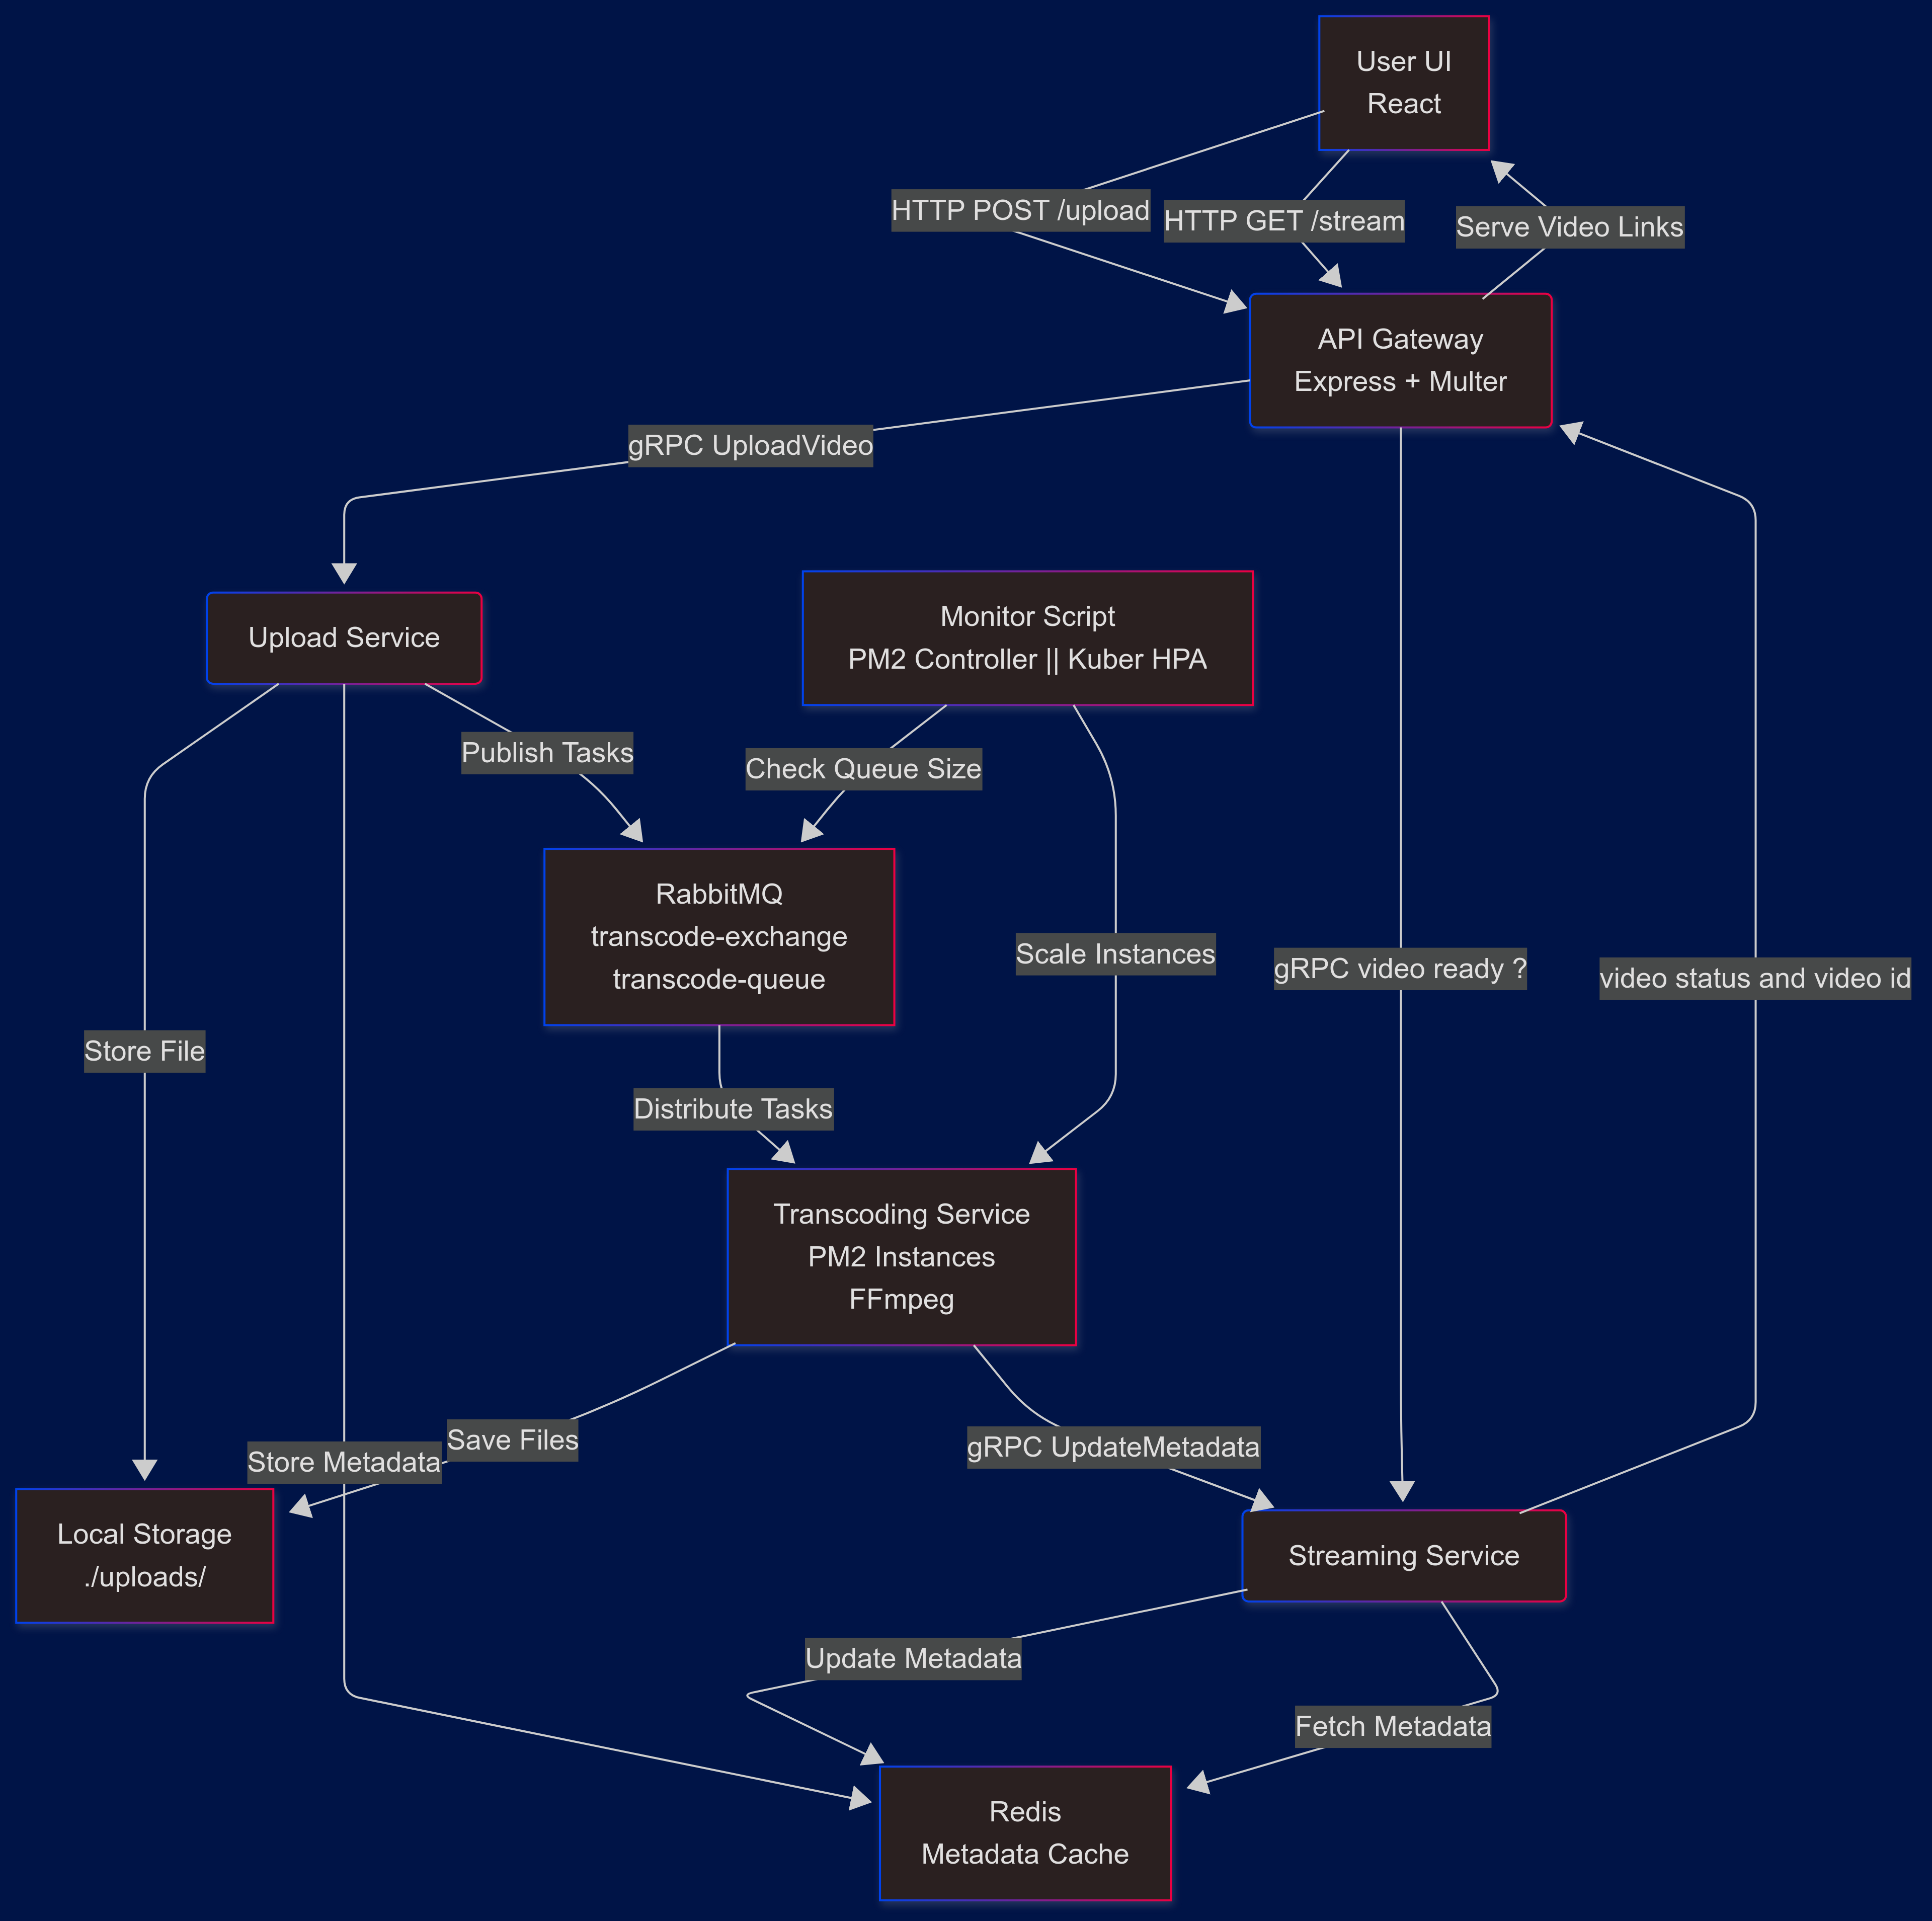 User UI
React
HTTP POST /upload
HTTP GET /stream
Serve Video Links
API Gateway
Express + Multer
gRPC UploadVideo
Upload Service
Monitor Script
PM2 Controller || Kuber HPA
Publish Tasks
Check Queue Size
RabbitMQ
transcode-exchange
transcode-queue
Scale Instances
gRPC video ready ?
video status and video id
Store File
Distribute Tasks
Transcoding Service
PM2 Instances
FFmpeg
Store Metadata
Save Files
gRPC UpdateMetadata
Local Storage
./uploads/
Streaming Service
Update Metadata
Fetch Metadata
Redis
Metadata Cache